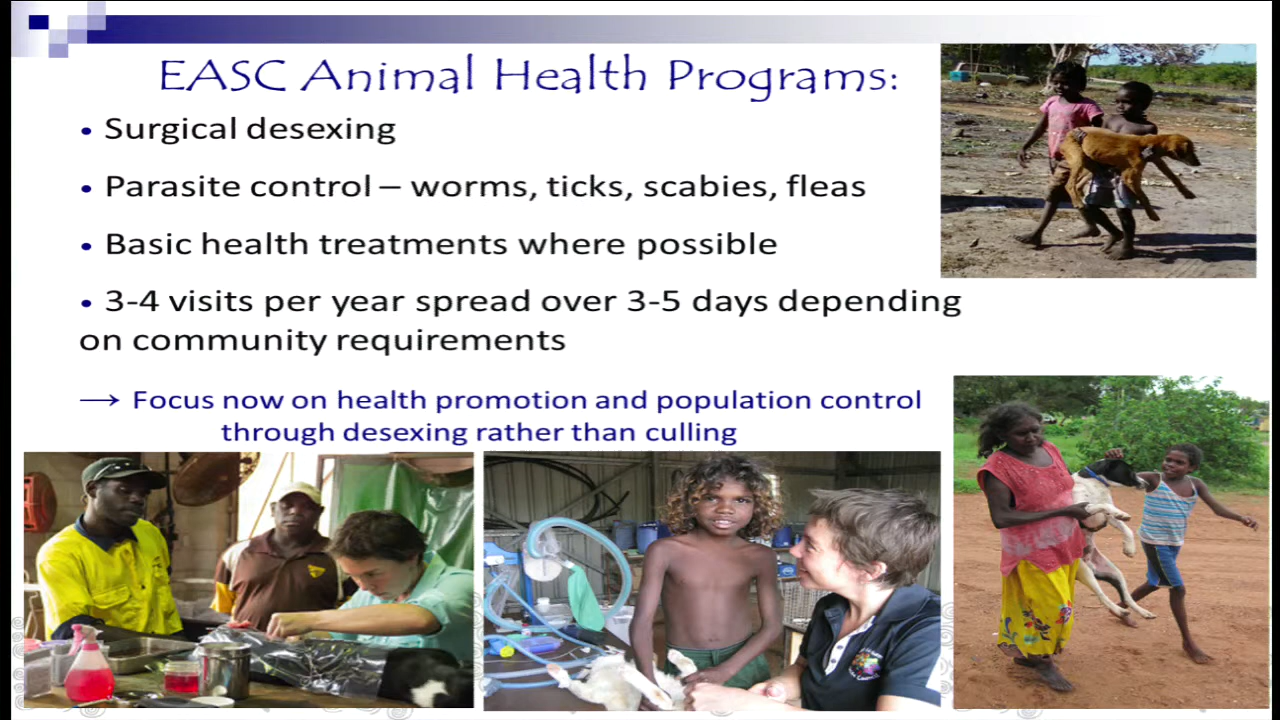 EASC Animal Health Programs:
• Surgical desexing
• Parasite control – worms, ticks, scabies, fleas
• Basic health treatments where possible
• 3-4 visits per year spread over 3-5 days depending
on community requirements
→ Focus now on health promotion and population control
through desexing rather than culling